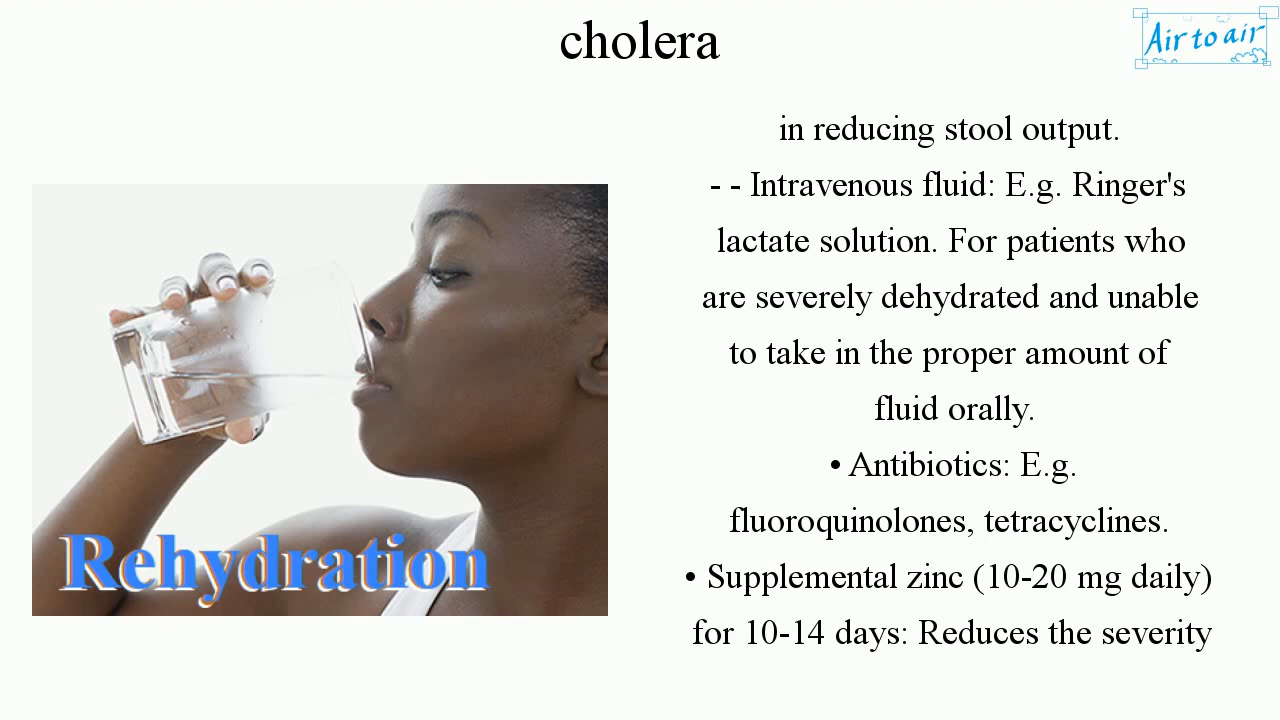 cholera
Air to air
in reducing stool output.
- - Intravenous fluid: E.g. Ringer's
lactate solution. For patients who
are severely dehydrated and unable
to take in the proper amount of
fluid orally.
• Antibiotics: E.g.
fluoroquinolones, tetracyclines.
• Supplemental zinc (10-20 mg daily)
for 10-14 days: Reduces the severity
Rehydration